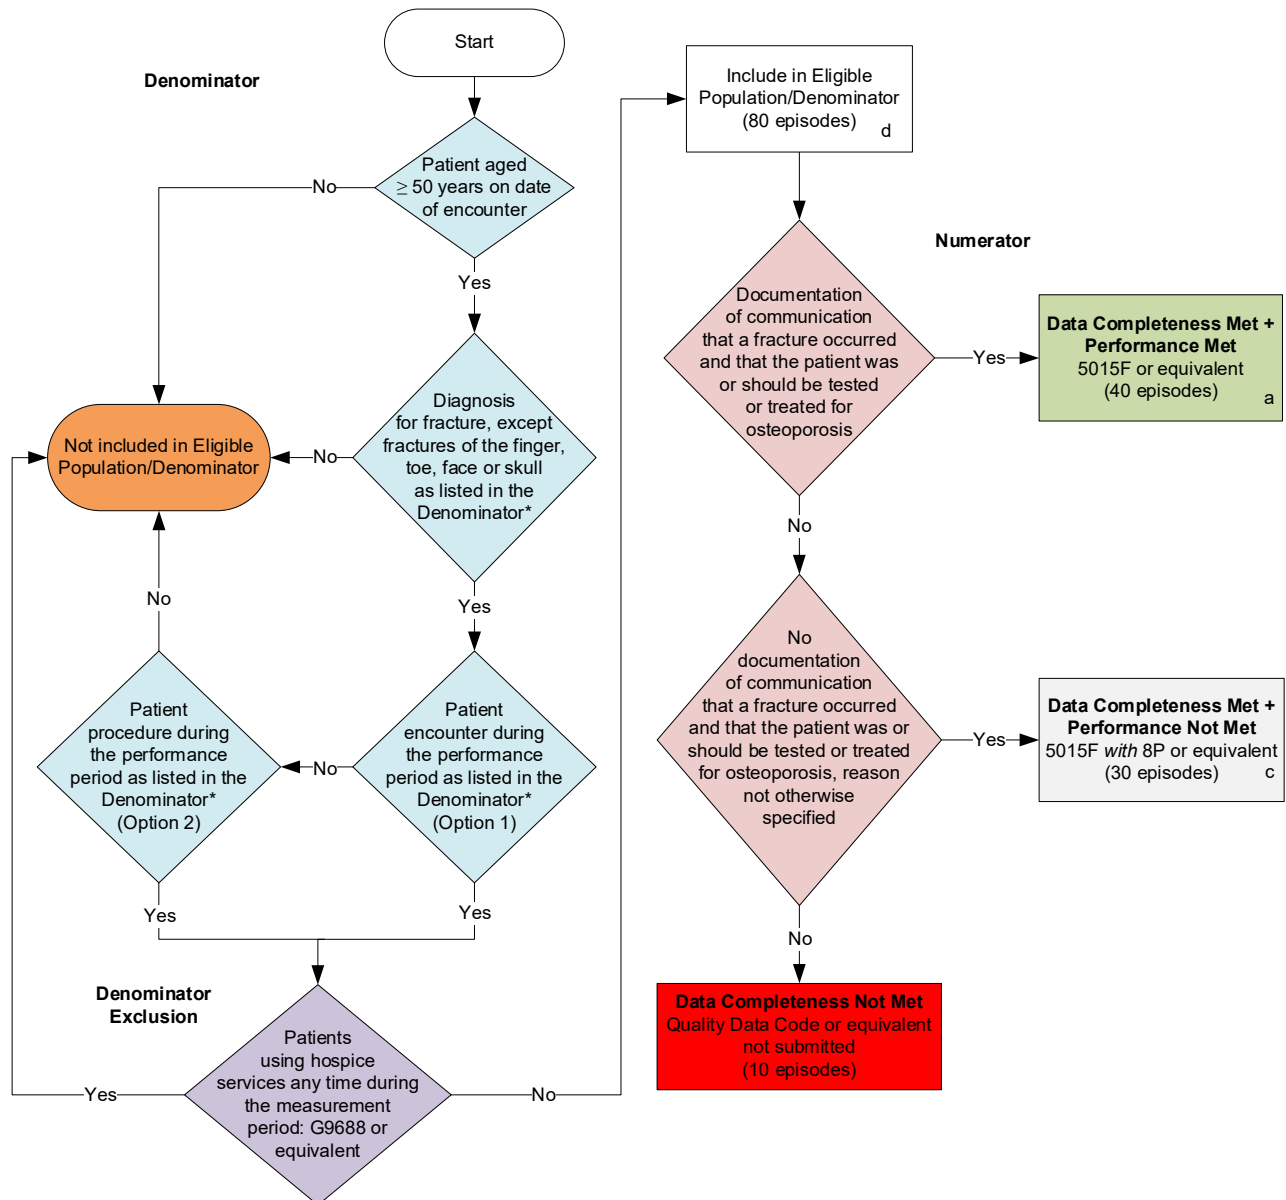 Start
Denominator
Patient aged
≥ 50 years on date
of encounter
No
Yes
Diagnosis
for fracture, except
fractures of the finger,
toe, face or skull
as listed in the
Denominator*
No
Not included in Eligible
Population/Denominator
Yes
No
Patient
procedure during
the performance
period as listed in the
Denominator*
(Option 2)
No
Patient
encounter during
the performance
period as listed in the
Denominator*
(Option 1)
Yes
Yes
Denominator
Exclusion
Patients
using hospice
services any time during
the measurement
period: G9688 or
equivalent
Yes
No
Include in Eligible
Population/Denominator
(80 episodes)
d
Numerator
Documentation
of communication
that a fracture occurred
and that the patient was
or should be tested
or treated for
osteoporosis
Yes
Data Completeness Met +
Performance Met
5015F or equivalent
(40 episodes)
a
No
No
documentation
of communication
that a fracture occurred
and that the patient was or
should be tested or treated
for osteoporosis, reason
not otherwise
specified
Yes
Data Completeness Met +
Performance Not Met
5015F with 8P or equivalent
(30 episodes)
c
No
Data Completeness Not Met
Quality Data Code or equivalent
not submitted
(10 episodes)